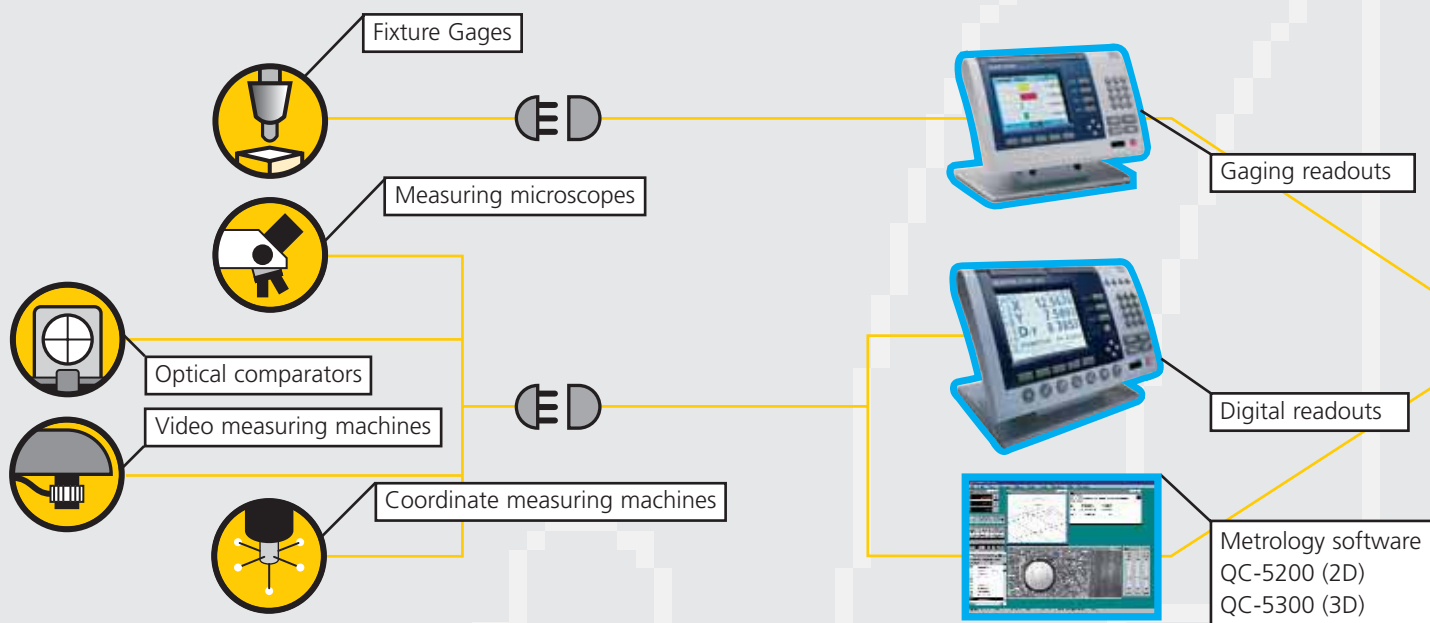 Fixture Gages
Measuring microscopes
Gaging readouts
Optical comparators
Video measuring machines
Digital readouts
Coordinate measuring machines
Metrology software
QC-5200 (2D)
QC-5300 (3D)